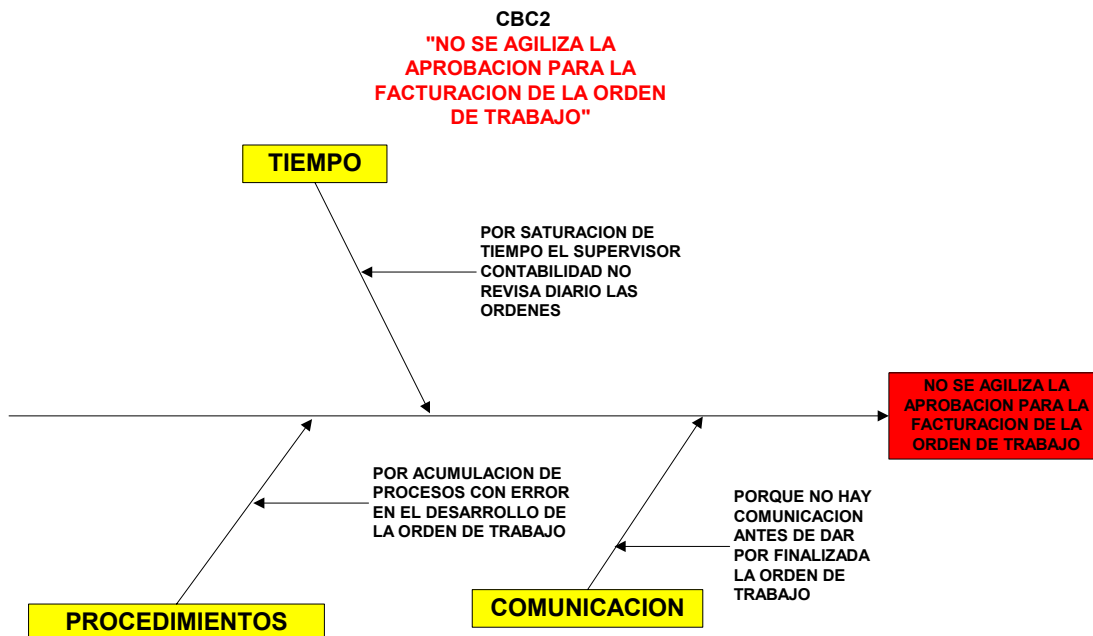 CBC2
"NO SE AGILIZA LA
APROBACION PARA LA
FACTURACION DE LA ORDEN
DE TRABAJO"
TIEMPO
POR SATURACION DE
TIEMPO EL SUPERVISOR
CONTABILIDAD NO
REVISA DIARIO LAS
ORDENES
NO SE AGILIZA LA
APROBACION PARA LA
FACTURACION DE LA
ORDEN DE TRABAJO
POR ACUMULACION DE
PROCESOS CON ERROR
EN EL DESARROLLO DE
LA ORDEN DE TRABAJO
PORQUE NO HAY
COMUNICACION
ANTES DE DAR
POR FINALIZADA
LA ORDEN DE
TRABAJO
PROCEDIMIENTOS
COMUNICACION